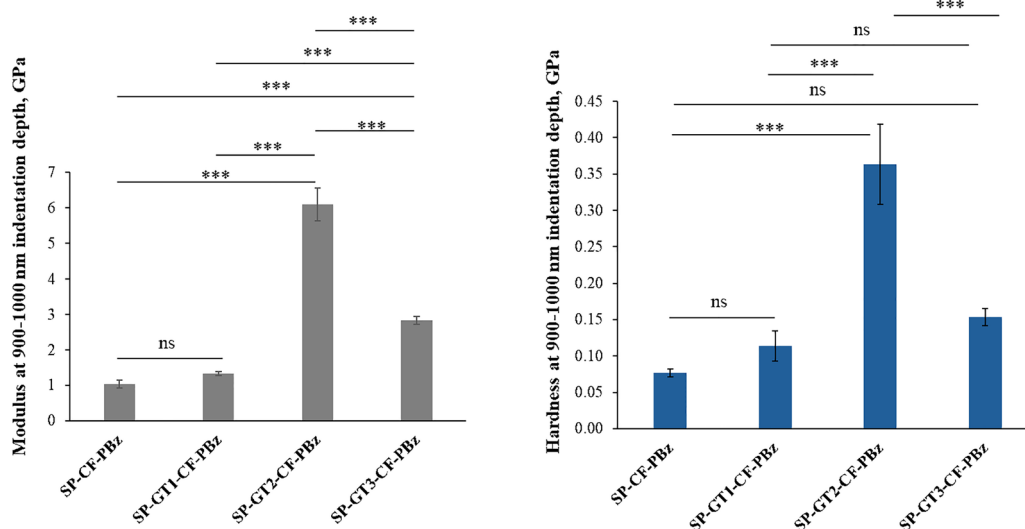 ***
***
***
***
***
***
ns
7
6
5
4
3
2
1
0
Modulus at 900-1000 nm indentation depth, GPa
SP-CF-PBz
SP-GT1-CF-PBz
SP-GT2-CF-PBz
SP-GT3-CF-PBz
***
ns
***
ns
***
ns
0.45
0.40
0.35
0.30
0.25
0.20
0.15
0.10
0.05
0.00
Hardness at 900-1000 nm indentation depth, GPa
SP-CF-PBz
SP-GT1-CF-PBz
SP-GT2-CF-PBz
SP-GT3-CF-PBz